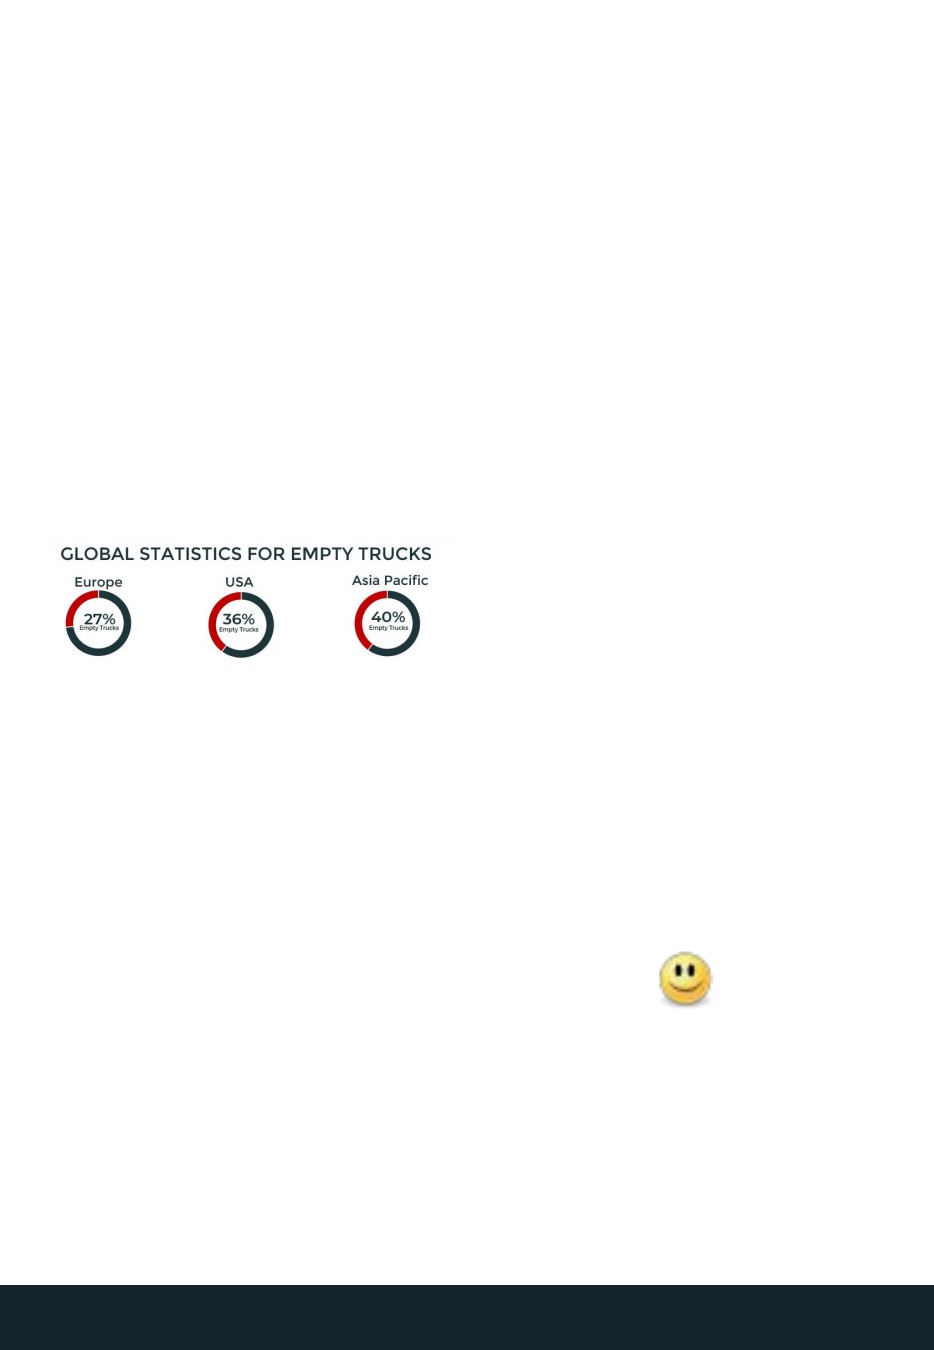 GLOBAL STATISTICS FOR EMPTY TRUCKS
Europe USA Asia Pacific
27% 36% 40%
Empty Trucks Empty Trucks Empty Trucks